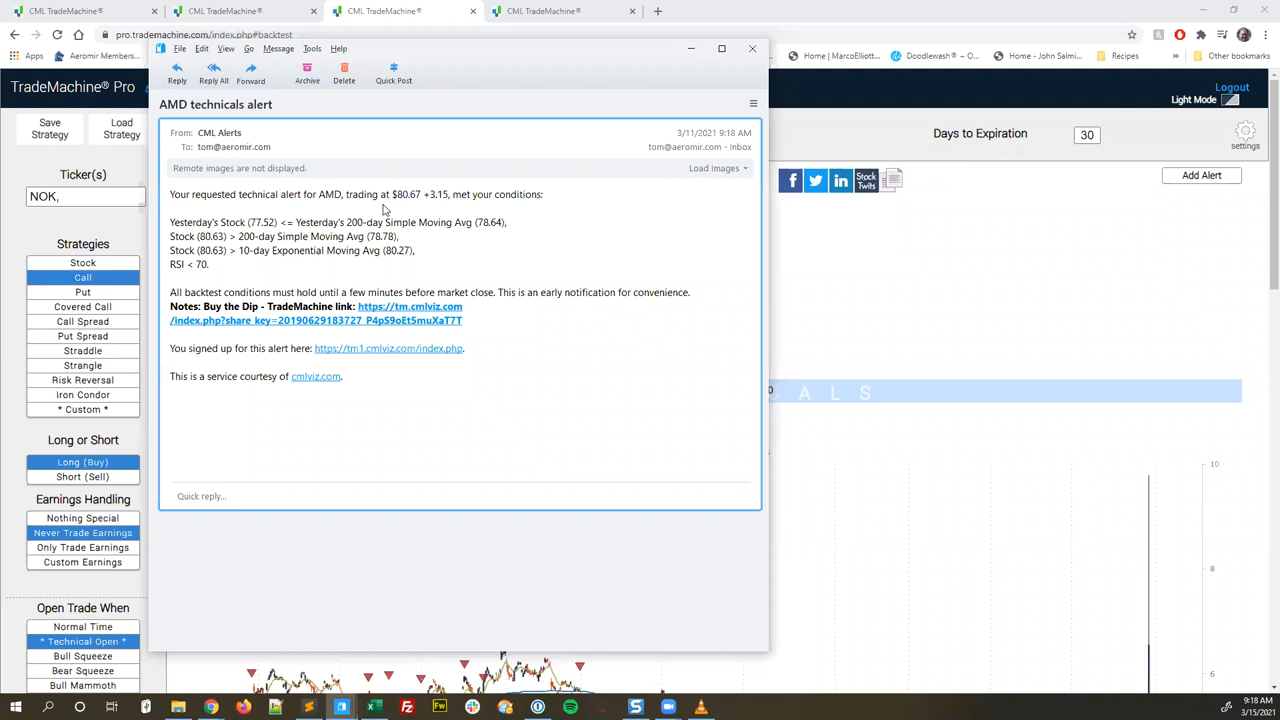 CML TradeMachine®
CML TradeMachine®
CML TradeMachine®
CML TradeMachine®
pro.trademachine.com/index.php#backtest
Apps
Aeromir Members...
Home | MarcoElliott...
Doodlewash® ~ O...
Home - John Salmi...
Recipes
Other bookmarks
File Edit View Go Message Tools Help
Reply
Reply All
Forward
Archive
Delete
Quick Post
AMD technicals alert
From: CML Alerts
3/11/2021 9:18 AM
To: tom@aeromir.com
tom@aeromir.com - Inbox
Remote images are not displayed.
Load Images
Your requested technical alert for AMD, trading at $80.67 +3.15, met your conditions:
Yesterday's Stock (77.52) <= Yesterday's 200-day Simple Moving Avg (78.64),
Stock (80.63) > 200-day Simple Moving Avg (78.78),
Stock (80.63) > 10-day Exponential Moving Avg (80.27),
RSI < 70.
All backtest conditions must hold until a few minutes before market close. This is an early notification for convenience.
Notes: Buy the Dip - TradeMachine link: https://tm.cmlviz.com
/index.php?share_key=20190629183727_P4pS9oEt5muXaT7T
You signed up for this alert here: https://tm1.cmlviz.com/index.php.
This is a service courtesy of cmlviz.com.
Quick reply...
TradeMachine® Pro
Logout
Light Mode
Save
Strategy
Load
Strategy
Days to Expiration
30
settings
Stock
Twits
Add Alert
Ticker(s)
NOK,
Strategies
Stock
Call
Put
Covered Call
Call Spread
Put Spread
Straddle
Strangle
Risk Reversal
Iron Condor
* Custom *
Long or Short
Long (Buy)
Short (Sell)
Earnings Handling
Nothing Special
Never Trade Earnings
Only Trade Earnings
Custom Earnings
Open Trade When
Normal Time
* Technical Open *
Bull Squeeze
Bear Squeeze
Bull Mammoth
0
C A L S
10
8
6
9:18 AM
3/15/2021